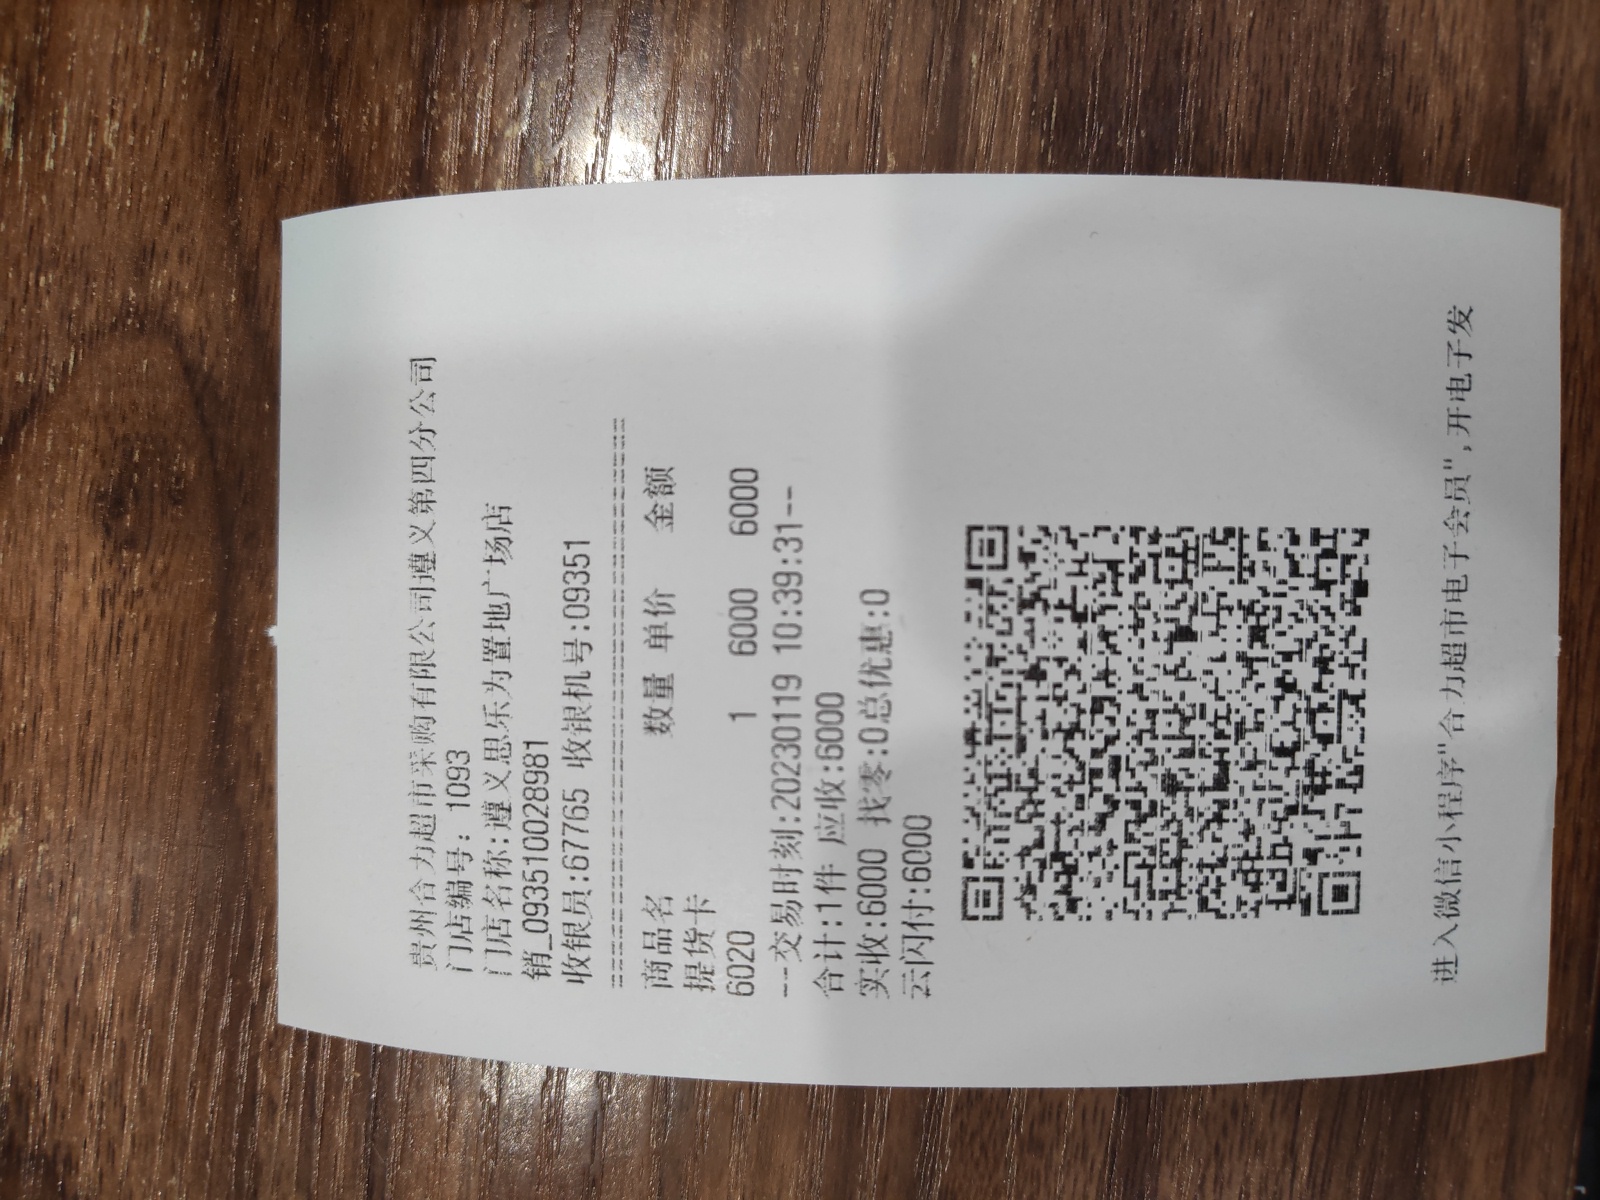 贵州合力超市采购有限公司遵义第四分公司
门店编号: 1093
门店名称:遵义思乐为置地广场店
销_0935100028981
收银员:67765 收银机号:09351
================================
商品名 数量 单价 金额
提货卡
6020 1 6000 6000
--交易时刻:20230119 10:39:31--
合计:1件 应收:6000
实收:6000 找零:0总优惠:0
云闪付:6000
进入微信小程序"合力超市电子会员",开电子发